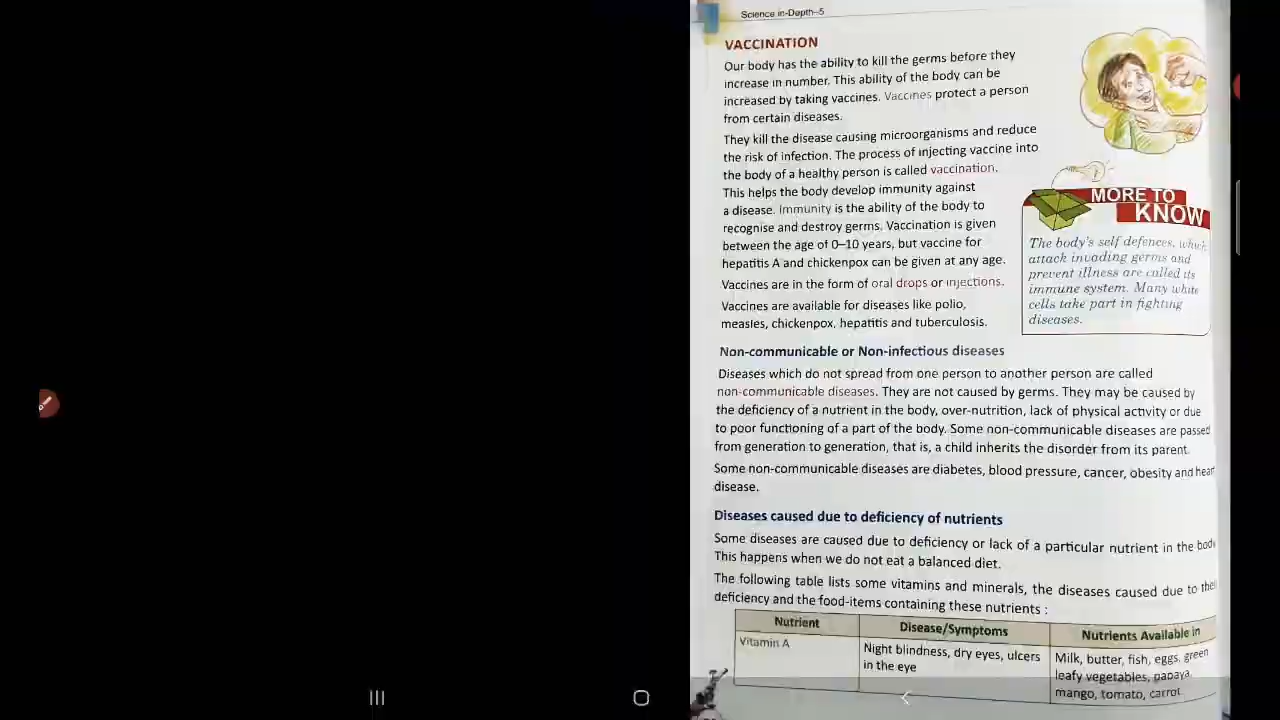 Science in-Depth–5
VACCINATION
Our body has the ability to kill the germs before they
increase in number. This ability of the body can be
increased by taking vaccines. Vaccines protect a person
from certain diseases.
They kill the disease causing microorganisms and reduce
the risk of infection. The process of injecting vaccine into
the body of a healthy person is called vaccination.
This helps the body develop immunity against
a disease. Immunity is the ability of the body to
recognise and destroy germs. Vaccination is given
between the age of 0–10 years, but vaccine for
hepatitis A and chickenpox can be given at any age.
Vaccines are in the form of oral drops or injections.
Vaccines are available for diseases like polio,
measles, chickenpox, hepatitis and tuberculosis.
MORE TO
KNOW
The body's self defences, which
attack invading germs and
prevent illness are called its
immune system. Many white
cells take part in fighting
diseases.
Non-communicable or Non-infectious diseases
Diseases which do not spread from one person to another person are called
non-communicable diseases. They are not caused by germs. They may be caused by
the deficiency of a nutrient in the body, over-nutrition, lack of physical activity or due
to poor functioning of a part of the body. Some non-communicable diseases are passed
from generation to generation, that is, a child inherits the disorder from its parent.
Some non-communicable diseases are diabetes, blood pressure, cancer, obesity and hear
disease.
Diseases caused due to deficiency of nutrients
Some diseases are caused due to deficiency or lack of a particular nutrient in the body
This happens when we do not eat a balanced diet.
The following table lists some vitamins and minerals, the diseases caused due to thei
deficiency and the food-items containing these nutrients :
Nutrient Disease/Symptoms Nutrients Available in
Vitamin A Night blindness, dry eyes, ulcers Milk, butter, fish, eggs, green
in the eye leafy vegetables, papaya,
mango, tomato, carrot.